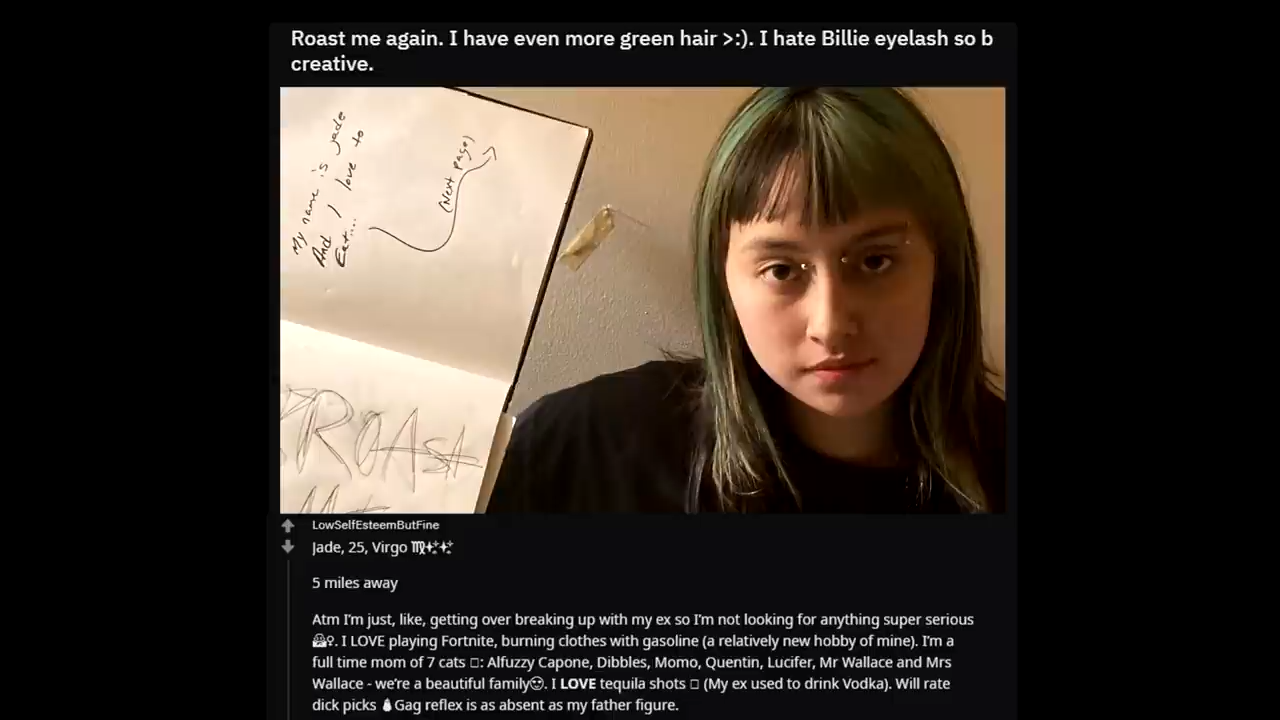 Roast me again. I have even more green hair >:). I hate Billie eyelash so b
creative.
My name is jade
And I love to
Eat....
(Next page)
ROAST
LowSelfEsteemButFine
Jade, 25, Virgo ♍✨✨
5 miles away
Atm I'm just, like, getting over breaking up with my ex so I'm not looking for anything super serious
. I LOVE playing Fortnite, burning clothes with gasoline (a relatively new hobby of mine). I'm a
full time mom of 7 cats □: Alfuzzy Capone, Dibbles, Momo, Quentin, Lucifer, Mr Wallace and Mrs
Wallace - we're a beautiful family. I LOVE tequila shots □ (My ex used to drink Vodka). Will rate
dick picks Gag reflex is as absent as my father figure.